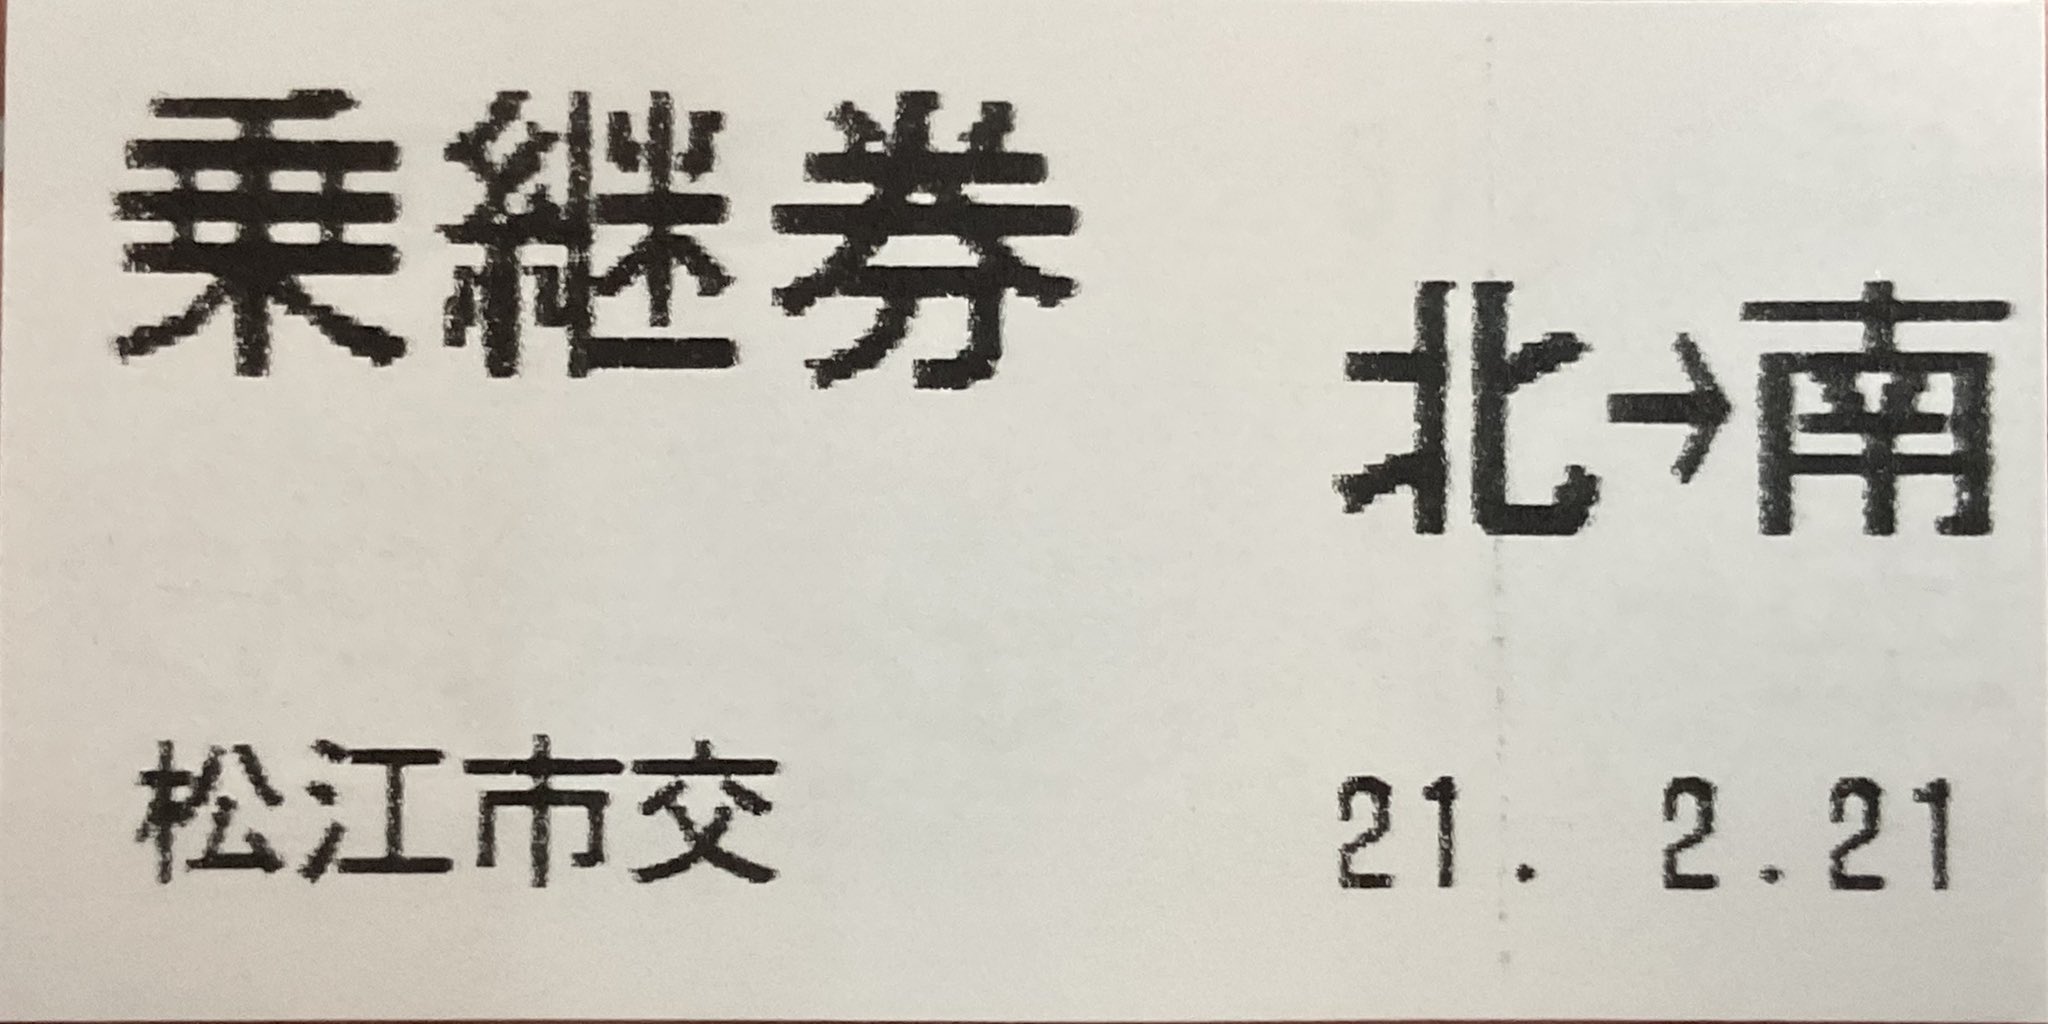 乗継券
北→南
松江市交 21. 2.21